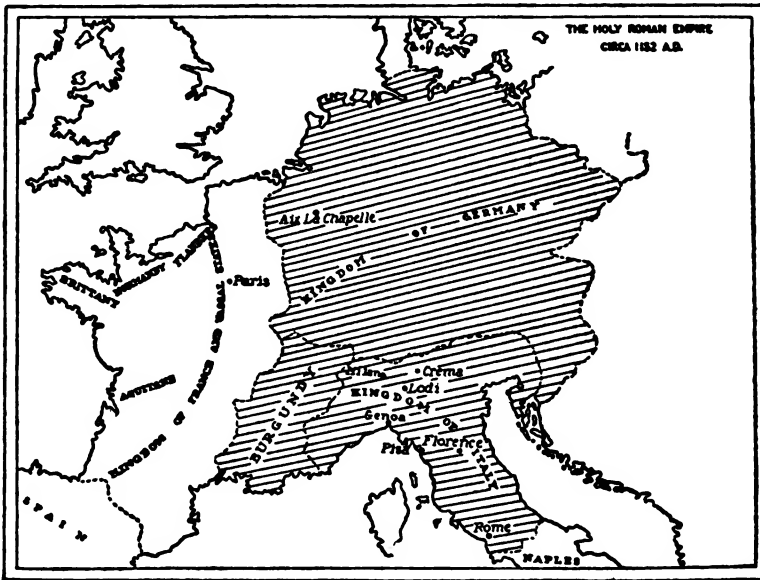 THE HOLY ROMAN EMPIRE
CIRCA 1152 A.D.
Aix La Chapelle
KINGDOM OF GERMANY
BRITTANY
NORMANDY
FLANDERS
Paris
KINGDOM OF FRANCE AND VASSAL STATES
AQUITAINE
BURGUNDY
Milano
Crema
Lodi
KINGDOM OF ITALY
Genoa
Pisa
Florence
SPAIN
Rome
NAPLES